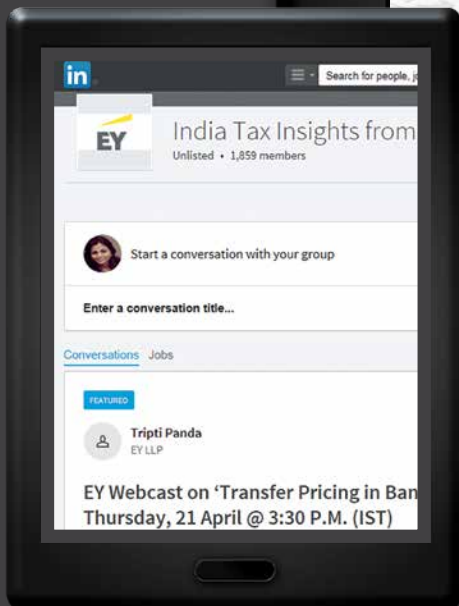 in
Search for people, jo
EY
India Tax Insights from
Unlisted • 1,859 members
Start a conversation with your group
Enter a conversation title...
Conversations Jobs
FEATURED
Tripti Panda
EY LLP
EY Webcast on ‘Transfer Pricing in Ban
Thursday, 21 April @ 3:30 P.M. (IST)